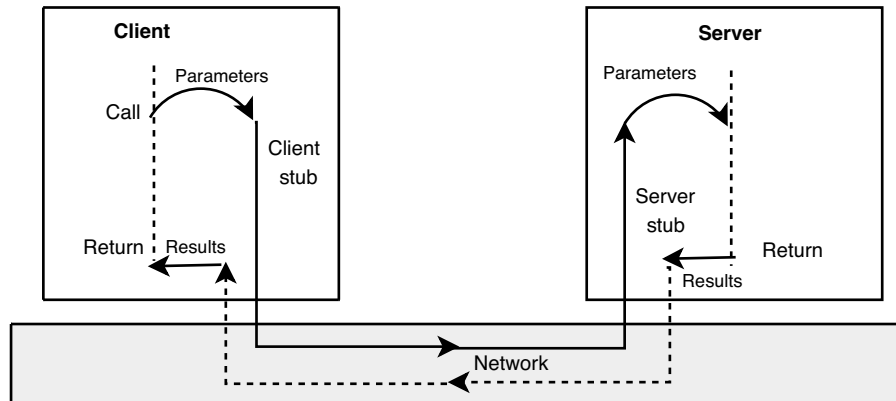 Client
Parameters
Call
Client
stub
Return
Results
Server
Parameters
Server
stub
Return
Results
Network